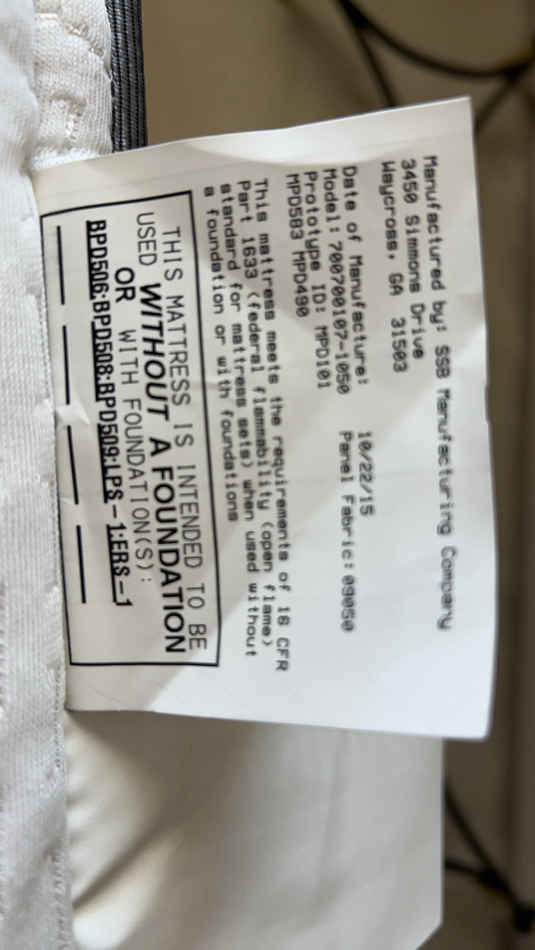 Manufactured by: SSB Manufacturing Company
3450 Simmons Drive
Waycross, GA 31503
Date of Manufacture: 10/22/15
Model: 700700107-1050 Panel Fabric: 09050
Prototype ID: MPD101
MPD583 MPD490
This mattress meets the requirements of 16 CFR
Part 1633 (federal flammability (open flame)
standard for mattress sets) when used without
a foundation or with foundations
THIS MATTRESS IS INTENDED TO BE
USED WITHOUT A FOUNDATION
OR WITH FOUNDATION(S):
BPD506:BPD508:BPD509:LPS-1:ERS-1